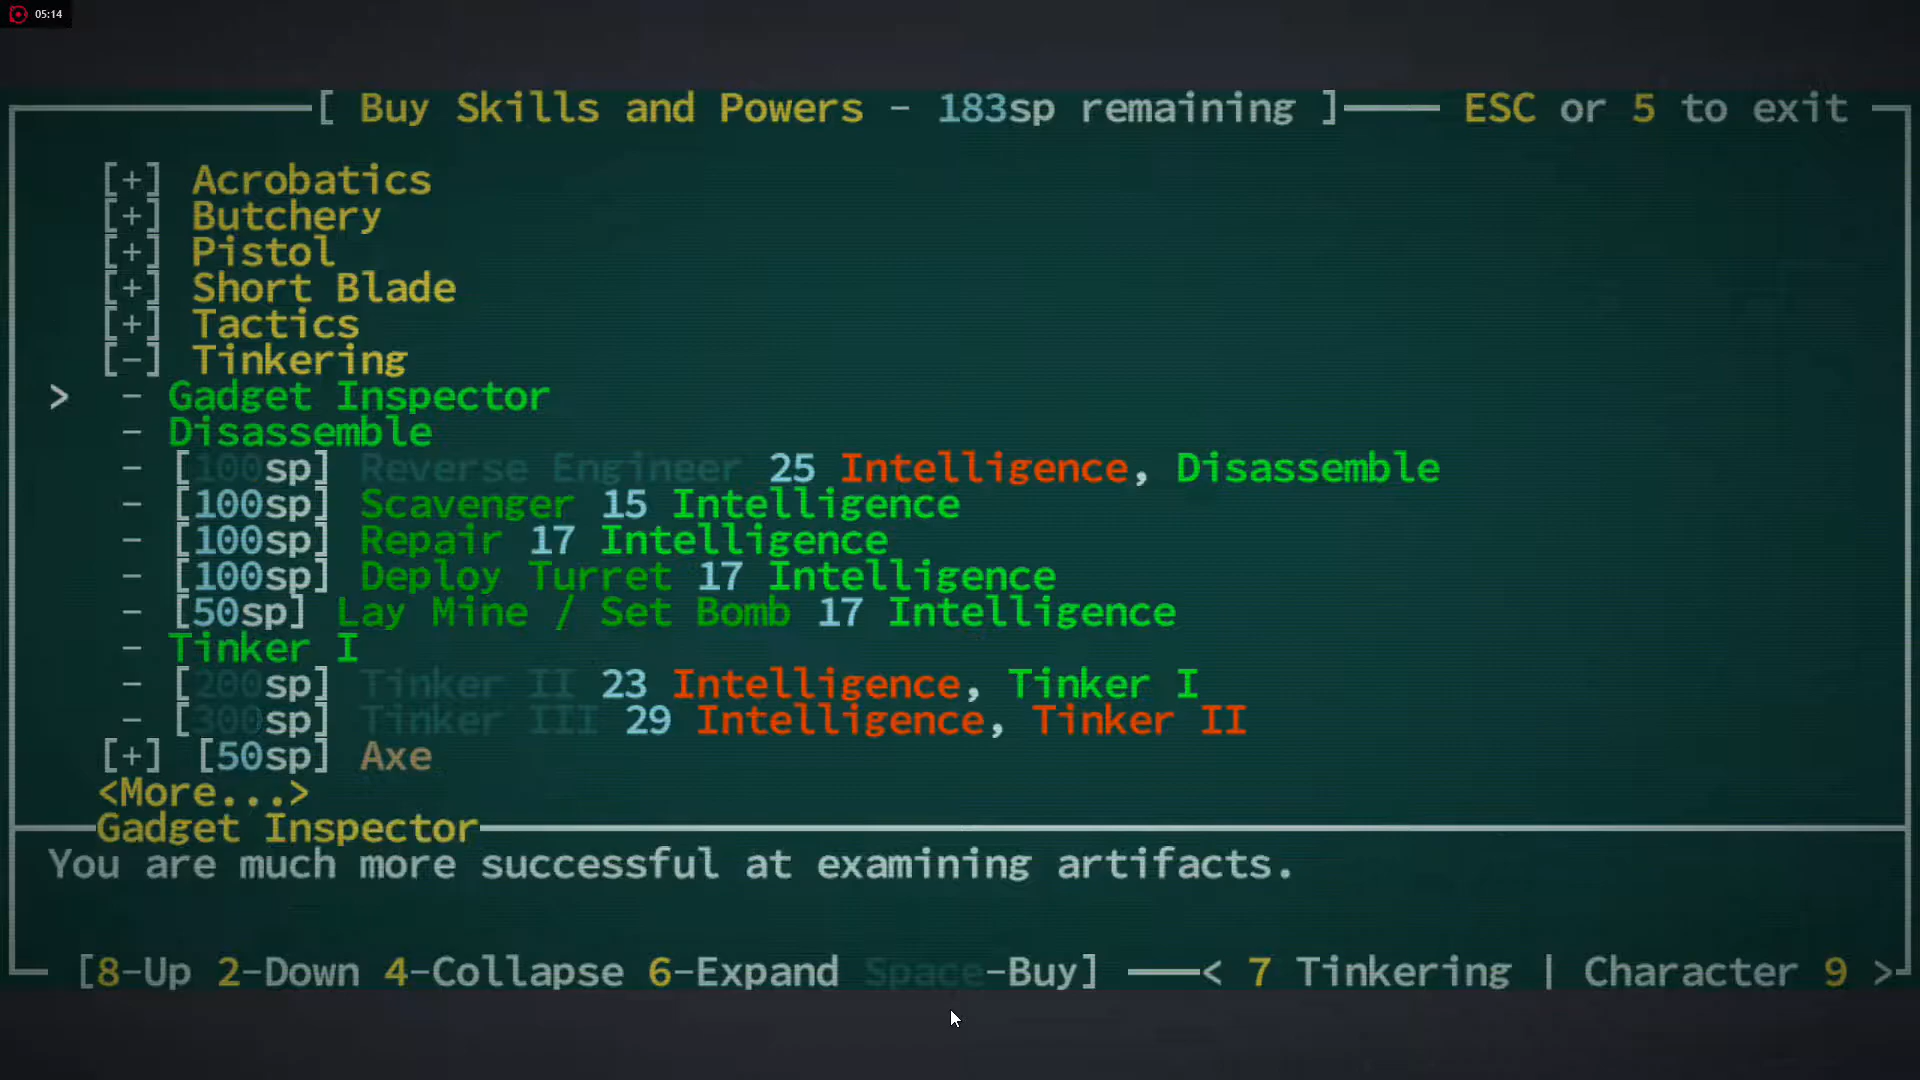 05:14
[ Buy Skills and Powers - 183sp remaining ] ESC or 5 to exit
[+] Acrobatics
[+] Butchery
[+] Pistol
[+] Short Blade
[+] Tactics
[-] Tinkering
> - Gadget Inspector
- Disassemble
- [100sp] Reverse Engineer 25 Intelligence, Disassemble
- [100sp] Scavenger 15 Intelligence
- [100sp] Repair 17 Intelligence
- [100sp] Deploy Turret 17 Intelligence
- [50sp] Lay Mine / Set Bomb 17 Intelligence
- Tinker I
- [200sp] Tinker II 23 Intelligence, Tinker I
- [300sp] Tinker III 29 Intelligence, Tinker II
[+] [50sp] Axe
<More...>
Gadget Inspector
You are much more successful at examining artifacts.
[8-Up 2-Down 4-Collapse 6-Expand Space-Buy] < 7 Tinkering | Character 9 >